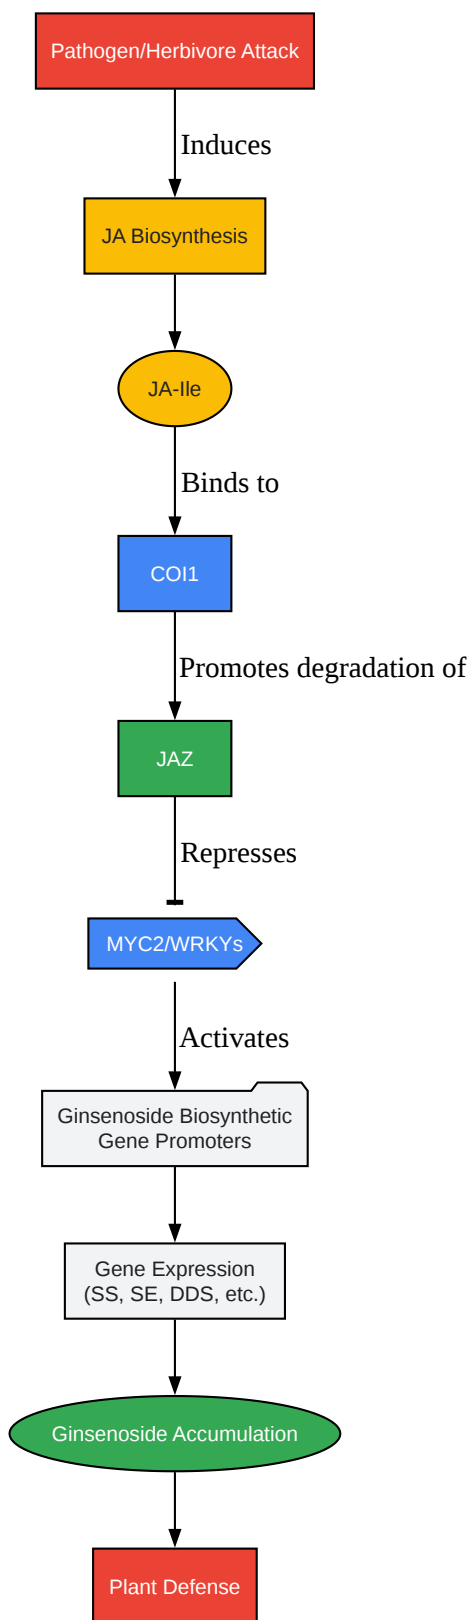 Pathogen/Herbivore Attack
Induces
JA Biosynthesis
JA-Ile
Binds to
COI1
Promotes degradation of
JAZ
Represses
MYC2/WRKYs
Activates
Ginsenoside Biosynthetic
Gene Promoters
Gene Expression
(SS, SE, DDS, etc.)
Ginsenoside Accumulation
Plant Defense